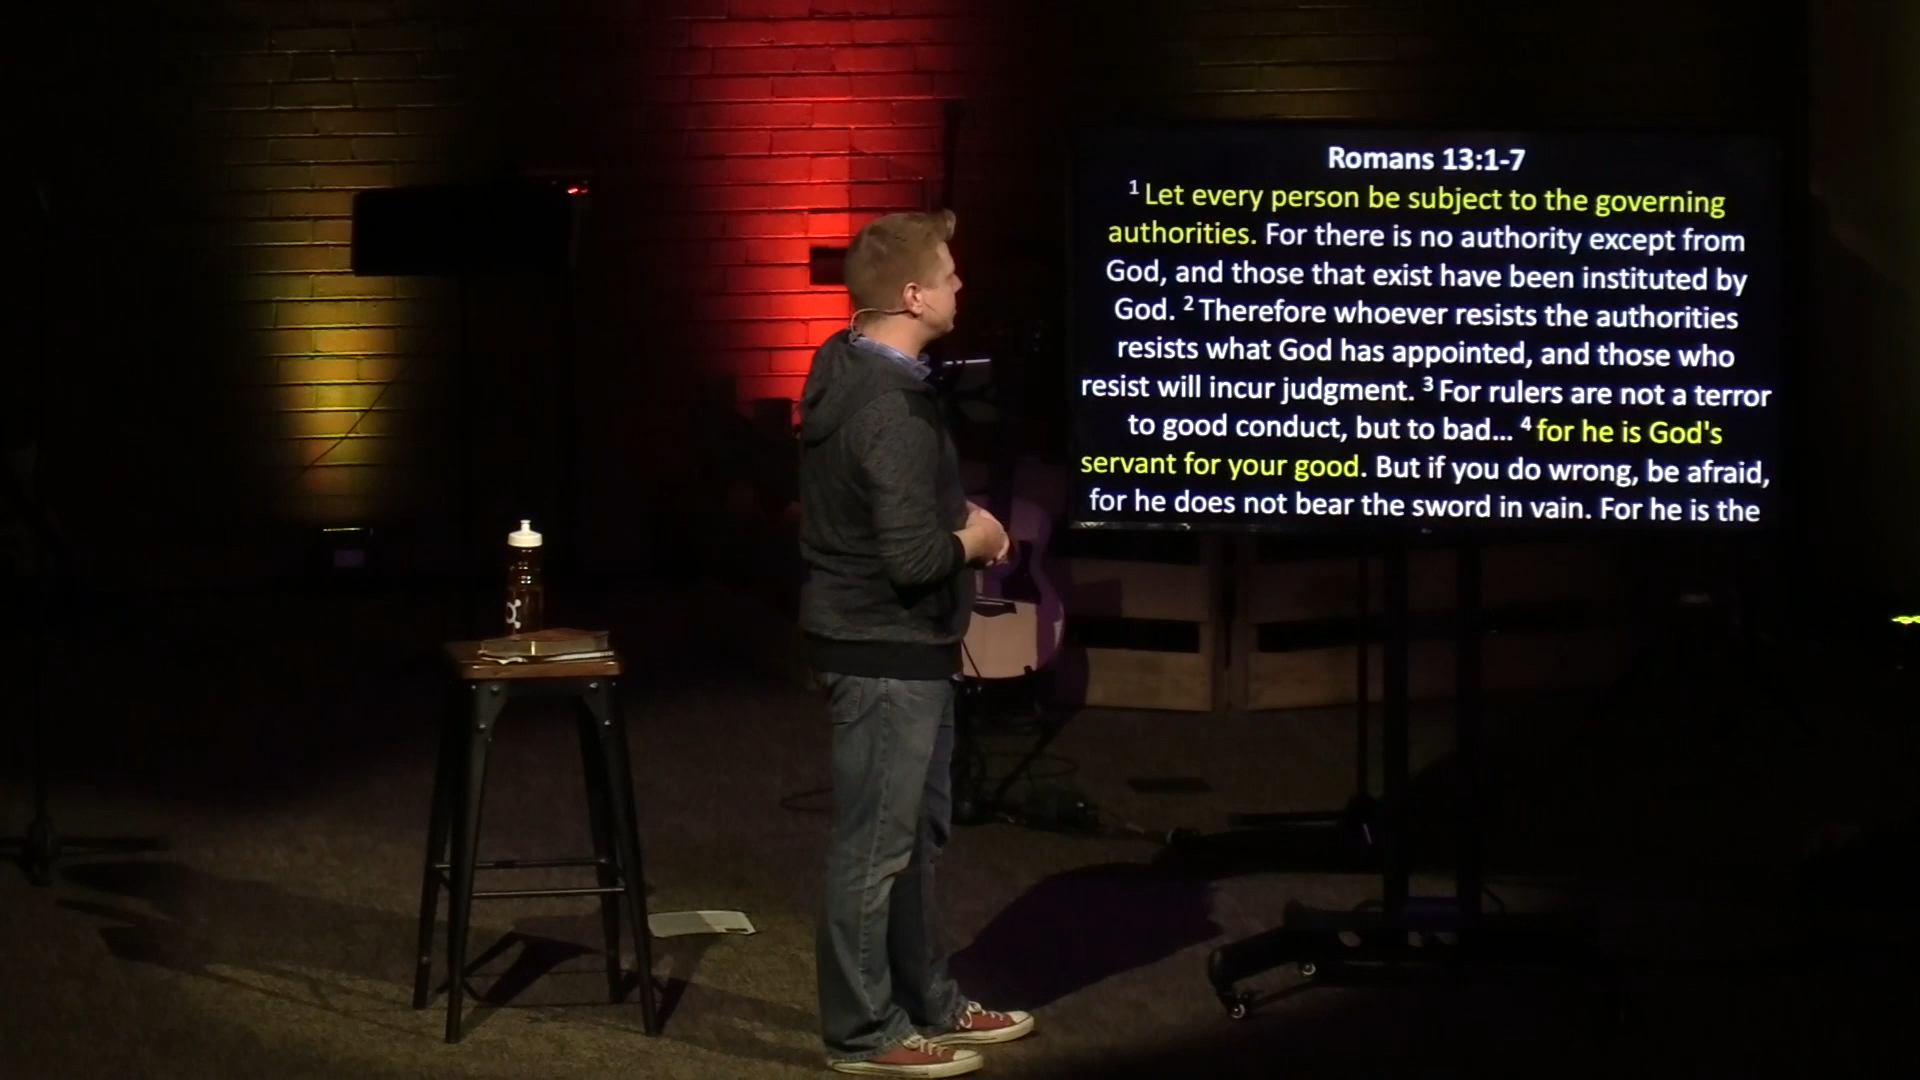 Romans 13:1-7
1 Let every person be subject to the governing
authorities. For there is no authority except from
God, and those that exist have been instituted by
God. 2 Therefore whoever resists the authorities
resists what God has appointed, and those who
resist will incur judgment. 3 For rulers are not a terror
to good conduct, but to bad... 4 for he is God's
servant for your good. But if you do wrong, be afraid,
for he does not bear the sword in vain. For he is the